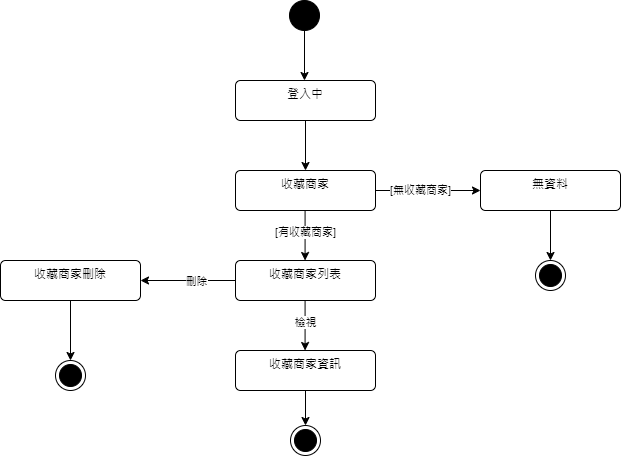 登入中
收藏商家
[無收藏商家]
無資料
[有收藏商家]
收藏商家刪除
刪除
收藏商家列表
檢視
收藏商家資訊